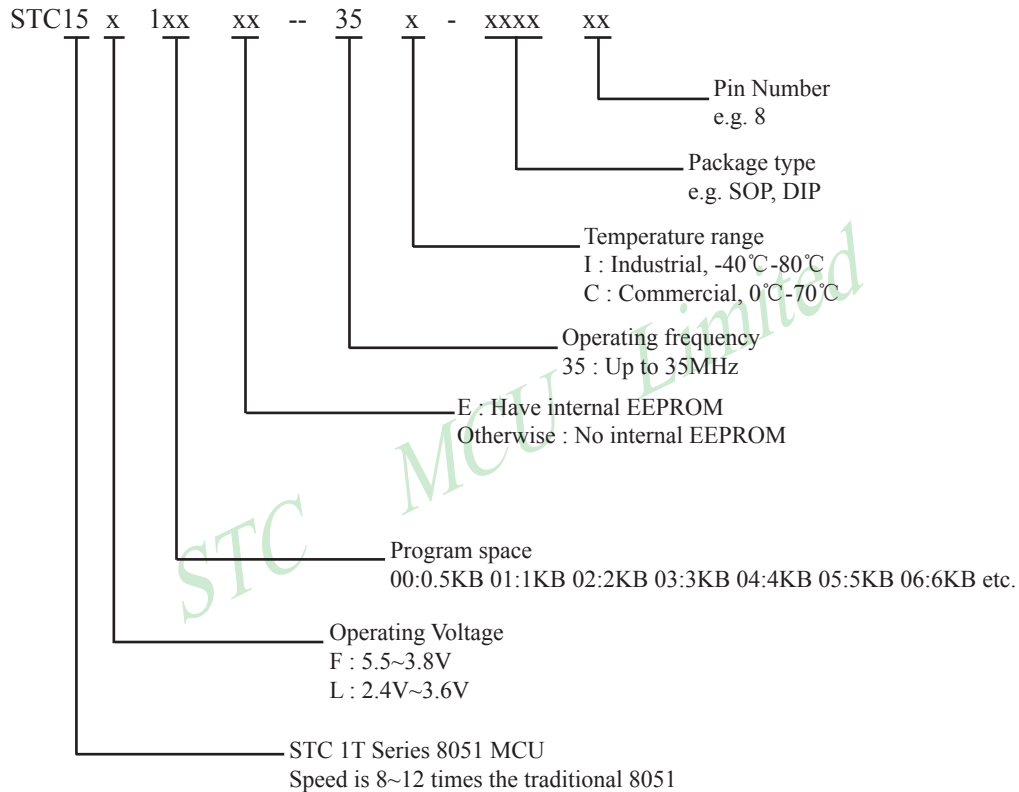 STC15 x 1xx xx -- 35 x - xxxx xx
Pin Number
e.g. 8
Package type
e.g. SOP, DIP
Temperature range
I : Industrial, -40℃-80℃
C : Commercial, 0℃-70℃
Operating frequency
35 : Up to 35MHz
E : Have internal EEPROM
Otherwise : No internal EEPROM
STC MCU Limited
Program space
00:0.5KB 01:1KB 02:2KB 03:3KB 04:4KB 05:5KB 06:6KB etc.
Operating Voltage
F : 5.5~3.8V
L : 2.4V~3.6V
STC 1T Series 8051 MCU
Speed is 8~12 times the traditional 8051